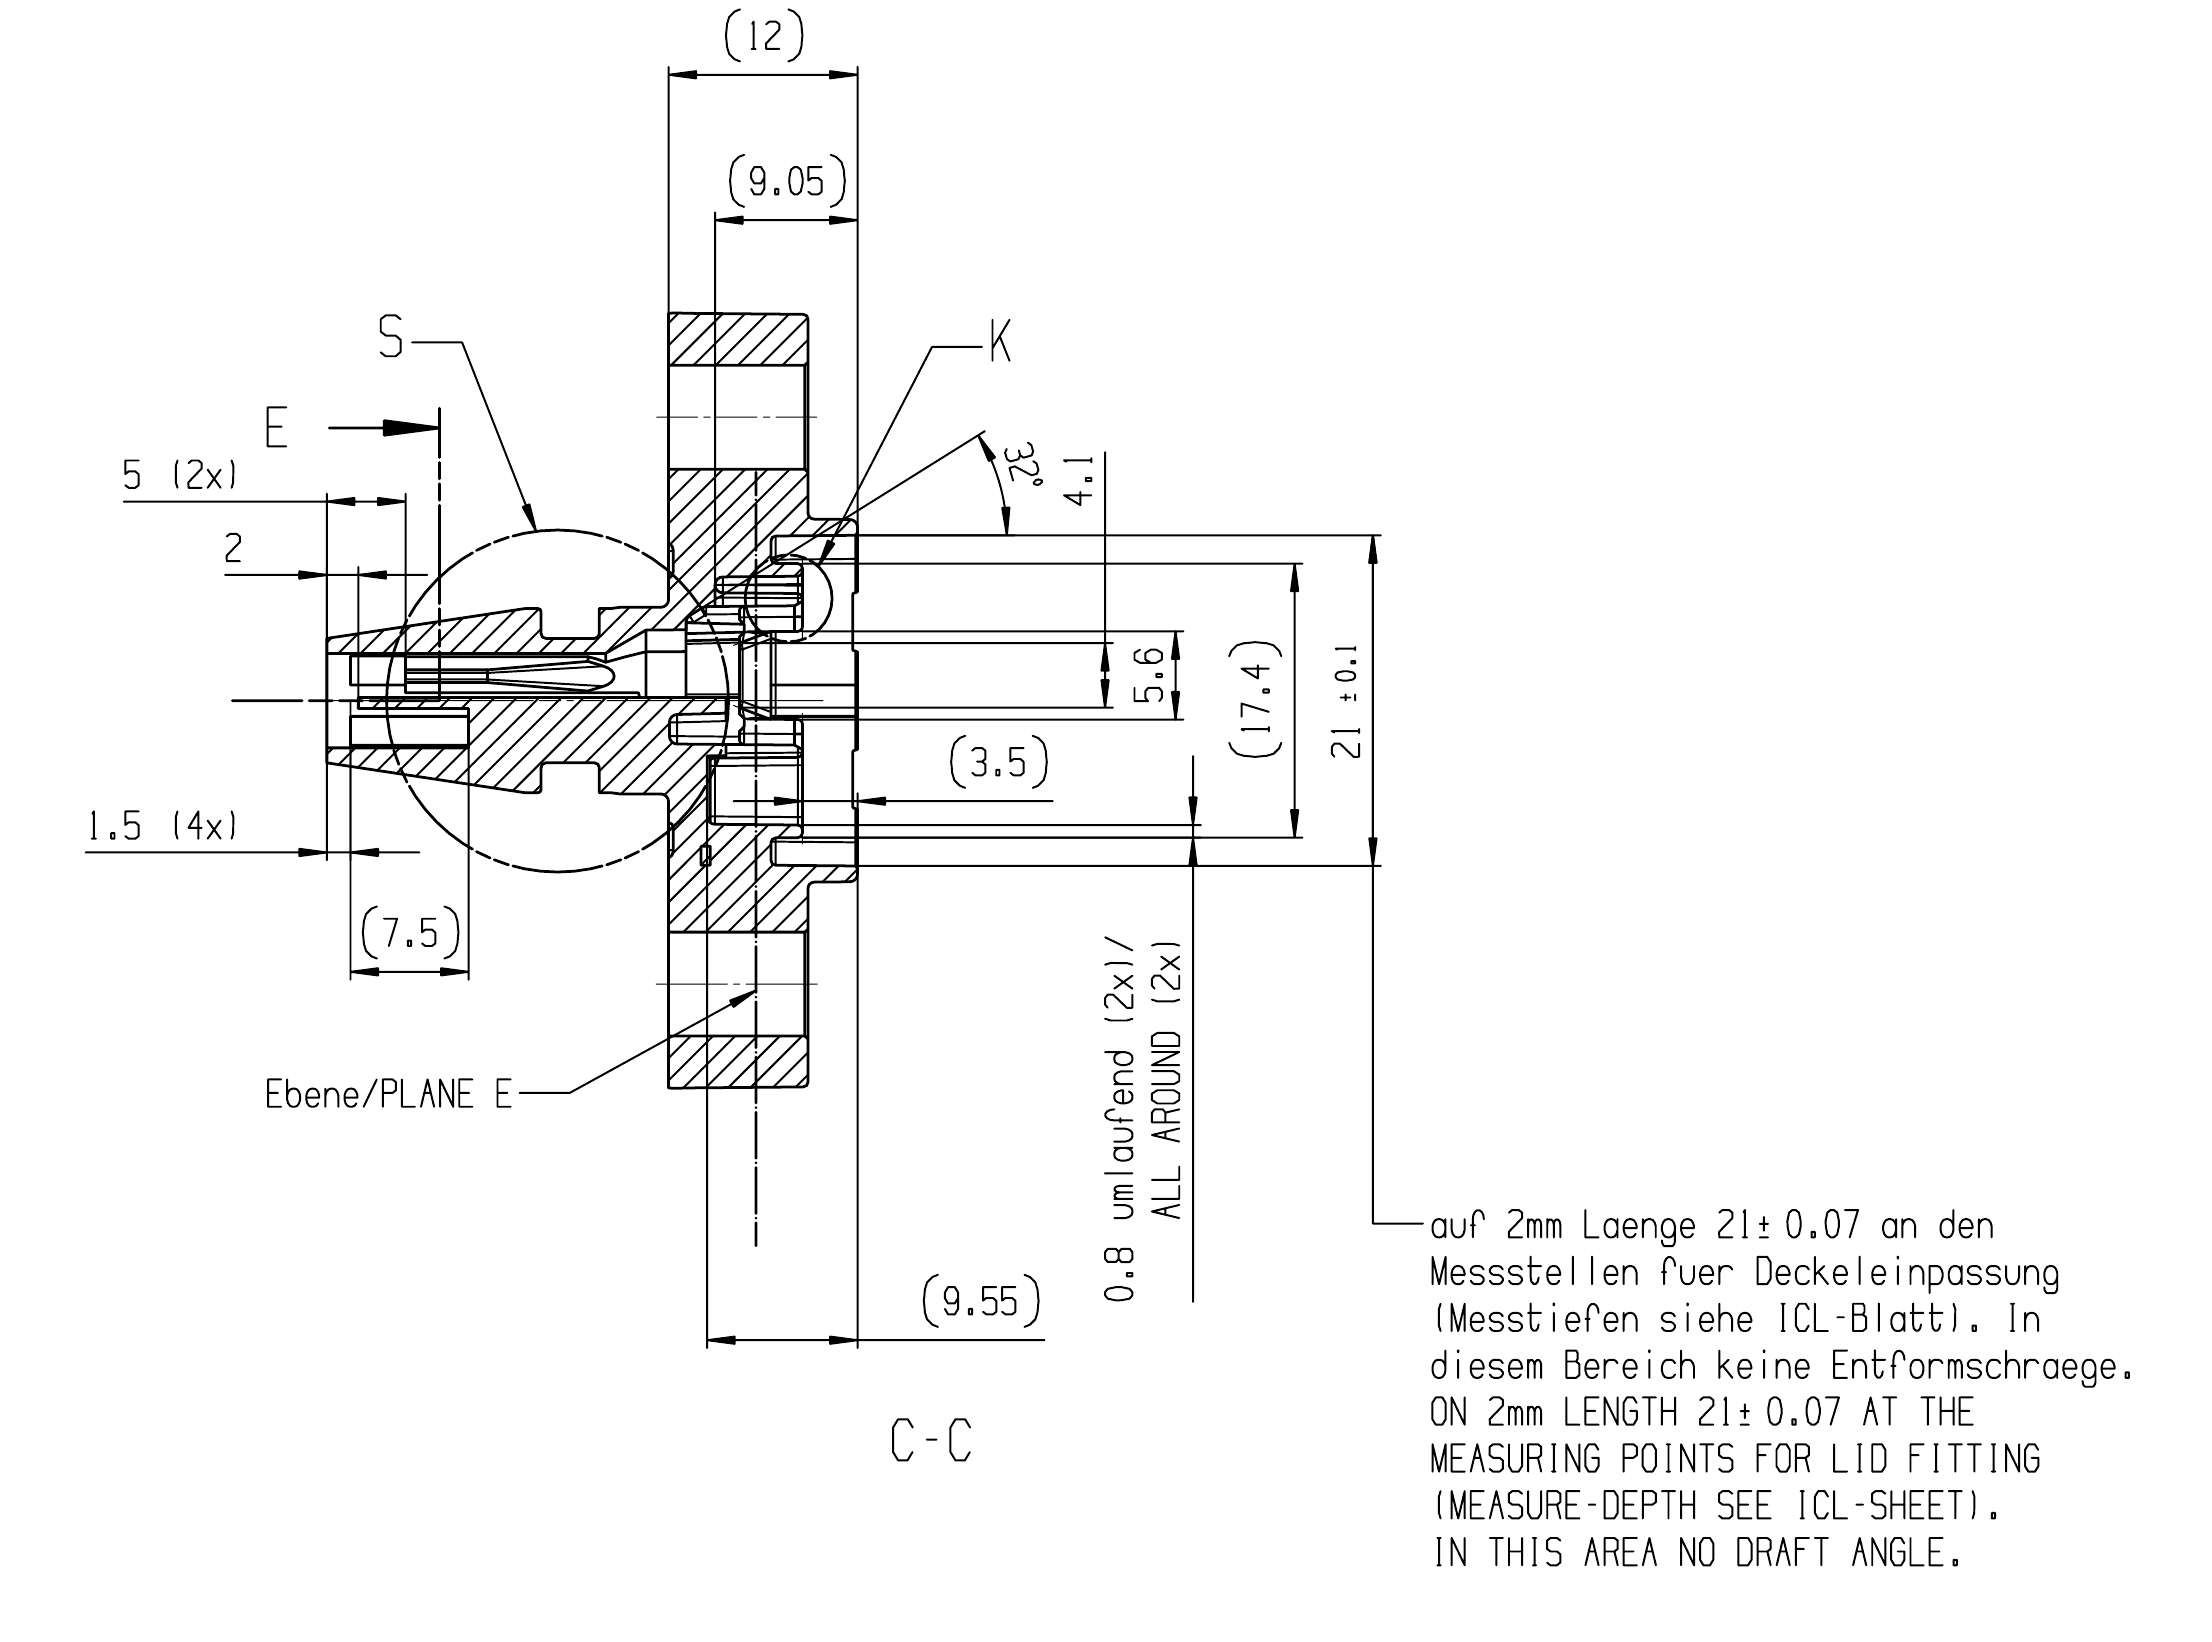 (12)
(9.05)
S
K
E
32°
4.1
5 (2x)
2
5.6
(17.4)
21 ±0.1
(3.5)
1.5 (4x)
(7.5)
0.8 umlaufend (2x)/
ALL AROUND (2x)
Ebene/PLANE E
(9.55)
C-C
auf 2mm Laenge 21± 0.07 an den
Messstellen fuer Deckeleinpassung
(Messtiefen siehe ICL-Blatt). In
diesem Bereich keine Entformschraege.
ON 2mm LENGTH 21± 0.07 AT THE
MEASURING POINTS FOR LID FITTING
(MEASURE-DEPTH SEE ICL-SHEET).
IN THIS AREA NO DRAFT ANGLE.